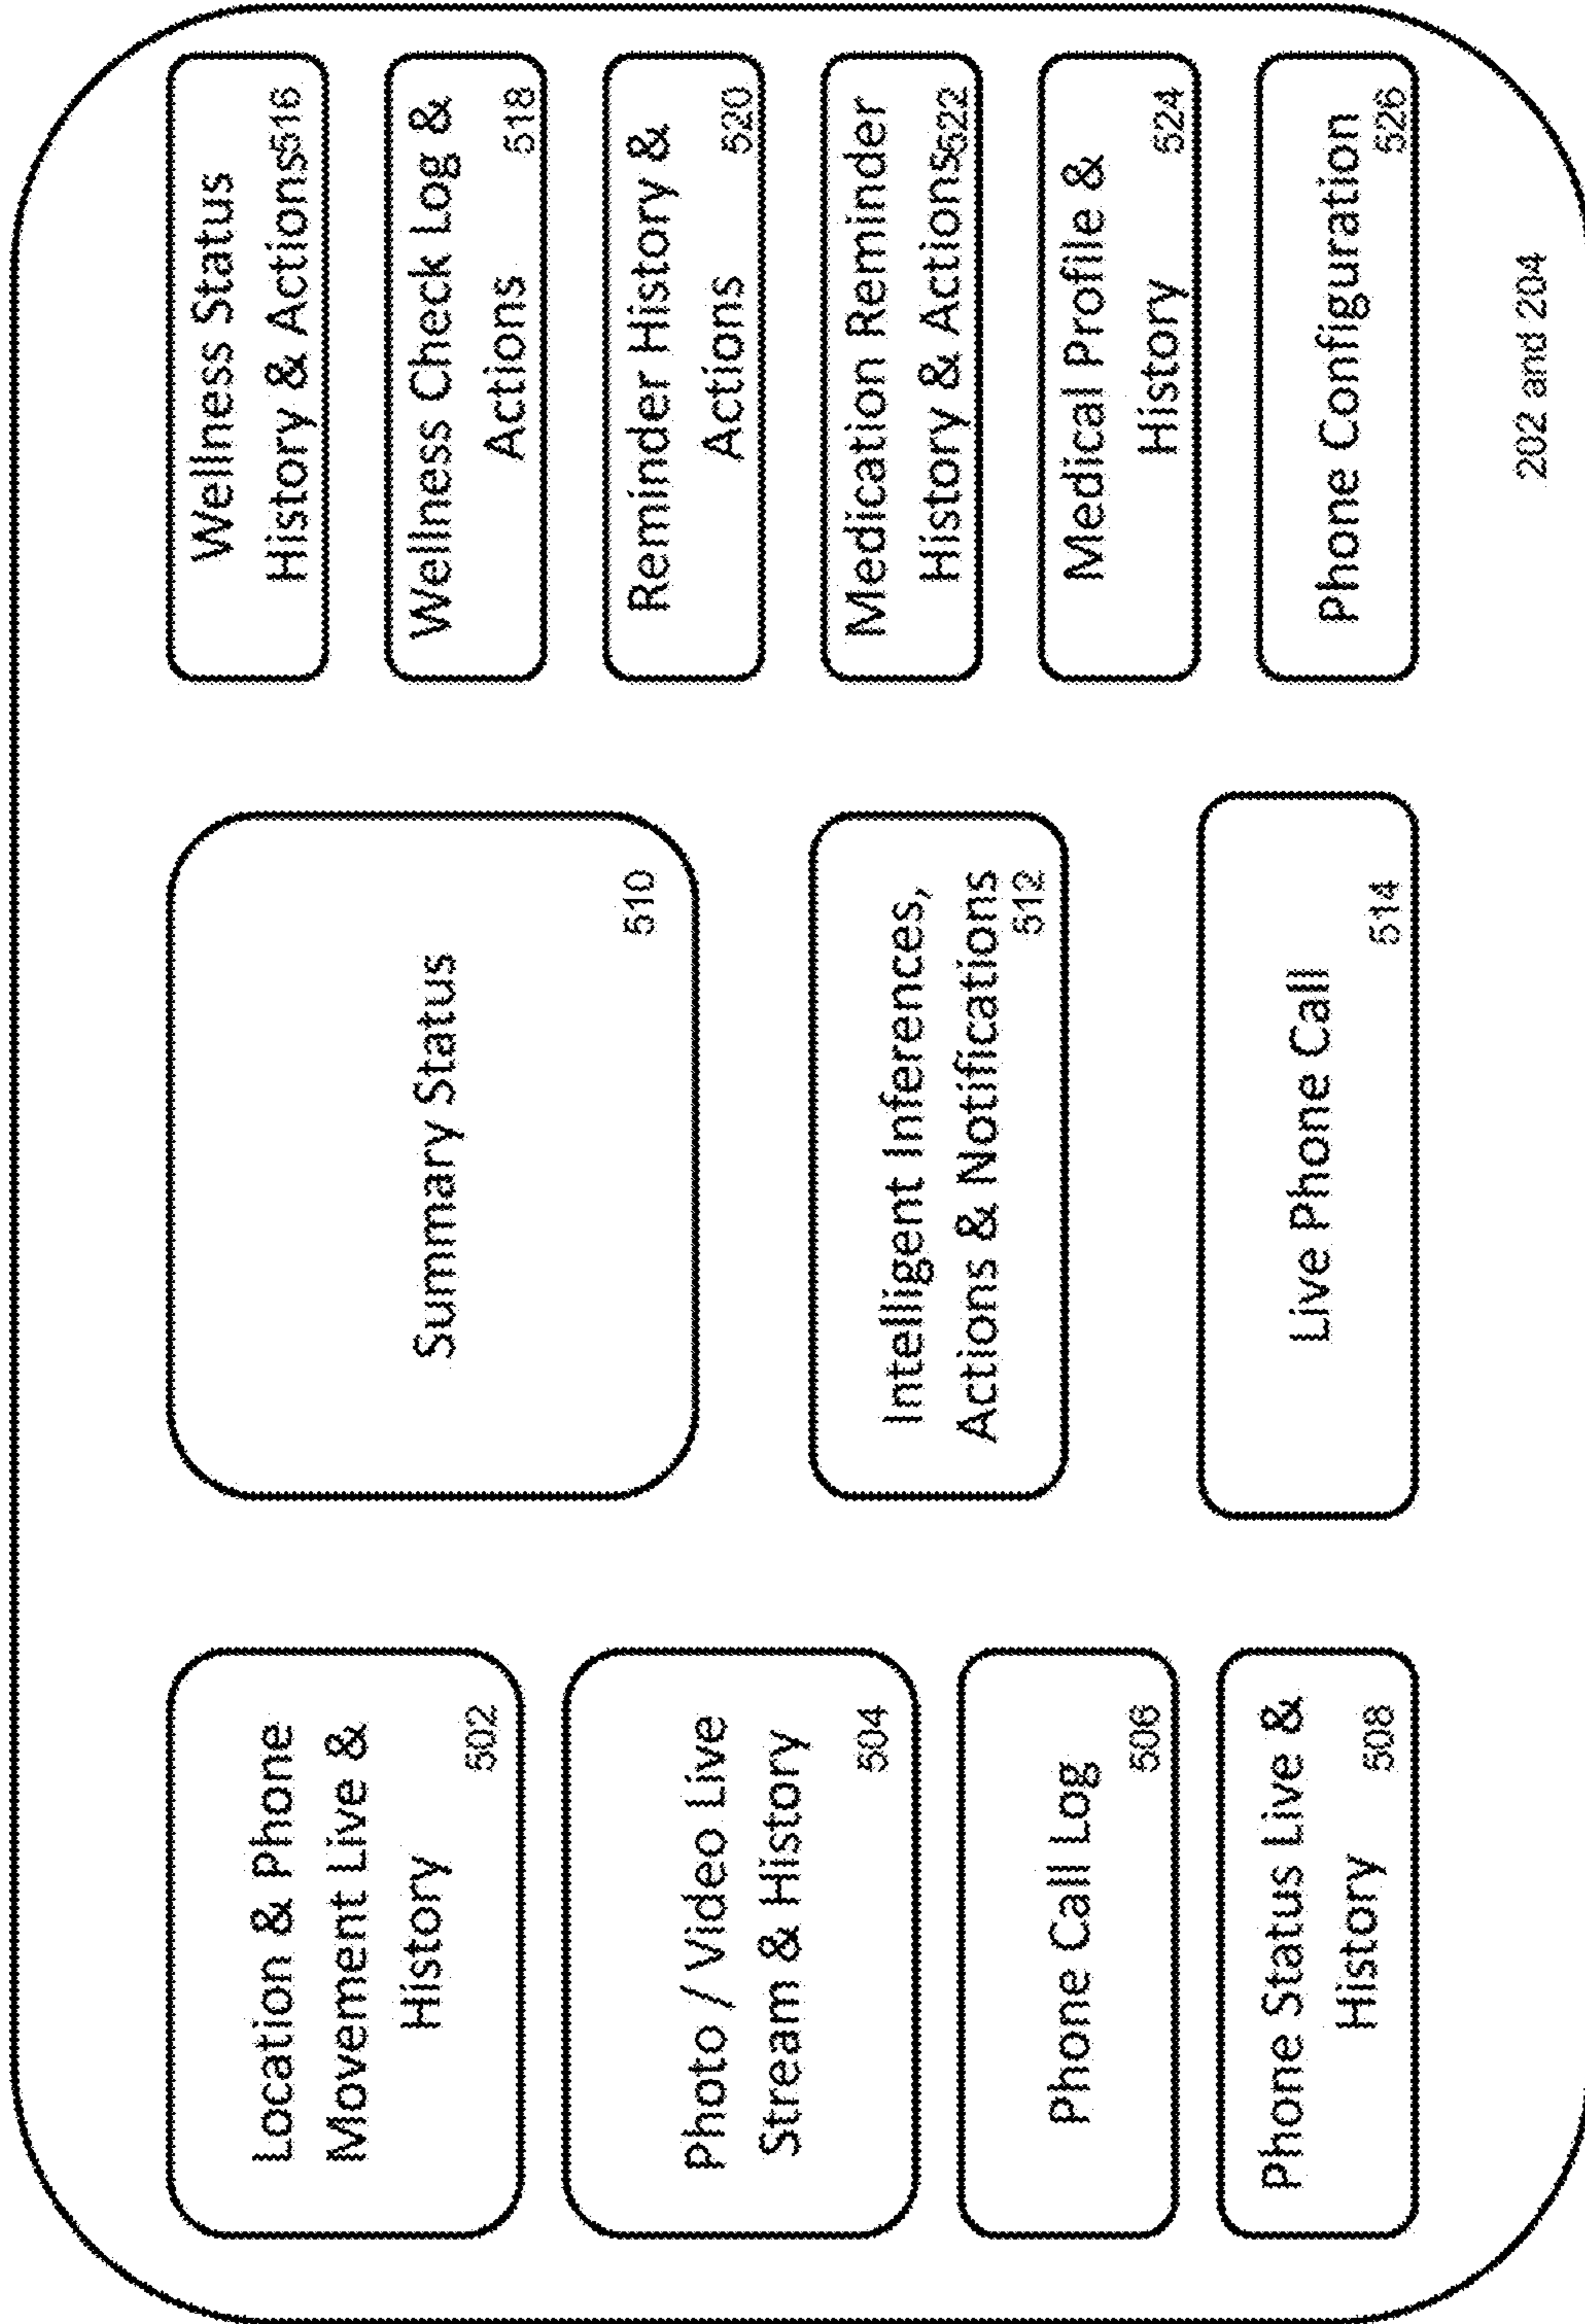 Location & Phone
Movement Live &
History
502
Photo / Video Live
Stream & History
504
Phone Call Log
506
Phone Status Live &
History
508
Summary Status
510
Intelligent Inferences,
Actions & Notifications
512
Live Phone Call
514
Wellness Status
History & Actions 516
Wellness Check Log &
Actions
518
Reminder History &
Actions
520
Medication Reminder
History & Actions 522
Medical Profile &
History
524
Phone Configuration
526
202 and 204